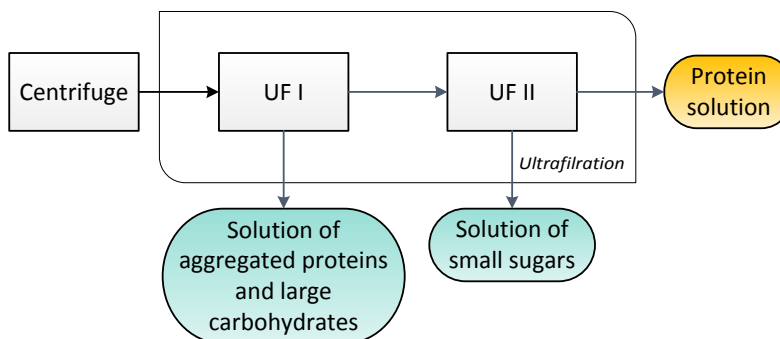 Centrifuge
UF I
UF II
Protein
solution
Ultrafilration
Solution of
aggregated proteins
and large
carbohydrates
Solution of
small sugars